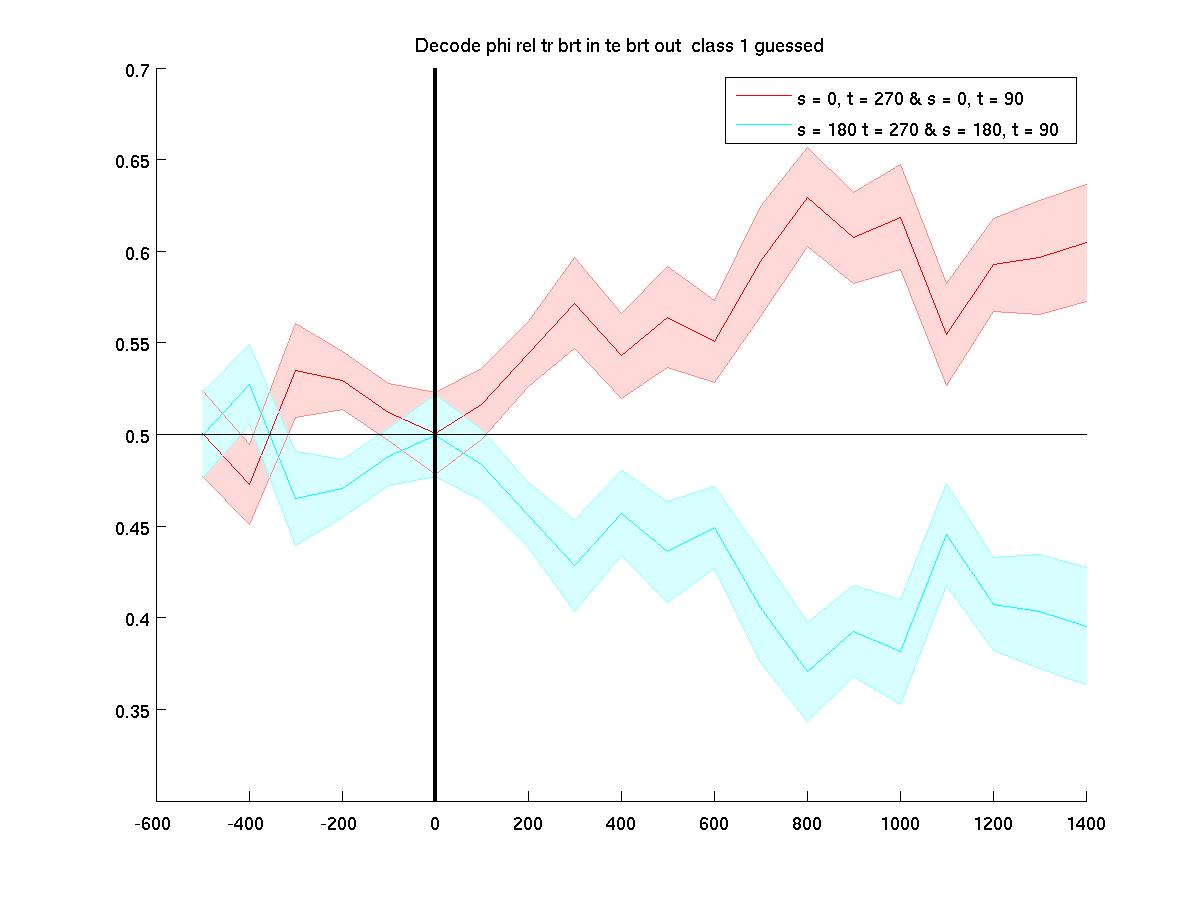 Decode phi rel tr brt in te brt out  class 1 guessed
0.7
s = 0, t = 270 & s = 0, t = 90
s = 180 t = 270 & s = 180, t = 90
0.65
0.6
0.55
0.5
0.45
0.4
0.35
-600 -400 -200 0 200 400 600 800 1000 1200 1400